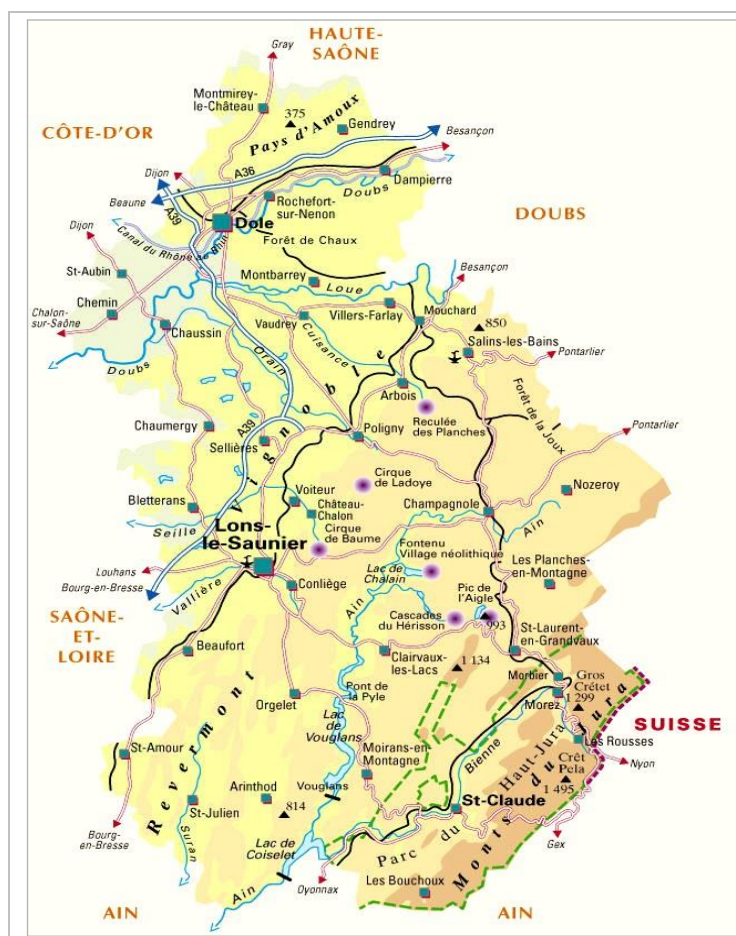 HAUTE-
SAÔNE
Gray
Montmirey-
le-Château
375
Gendrey
Pays d'Amoux
CÔTE-D'OR
Besançon
Dijon
A36
Dampierre
Doubs
Beaune
A39
Rochefort-
sur-Nenon
DOUBS
Dole
Dijon
Canal du Rhône au Rhin
Forêt de Chaux
St-Aubin
Montbarrey
Besançon
Loue
Chemin
Chalon-
sur-Saône
Villers-Farlay
Mouchard
850
Chaussin
Vaudrey
Cuisance
Salins-les-Bains
Pontarlier
Doubs
Orain
Arbois
Forêt de la Joux
Reculée
des Planches
Pontarlier
Chaumergy
A39
Sellières
Poligny
Vignoble
Cirque
de Ladoye
Nozeroy
Bletterans
Voiteur
Château-
Chalon
Champagnole
Seille
Lons-
le-Saunier
Cirque
de Baume
Ain
Fontenu
Village néolithique
Louhans
Bourg-en-Bresse
Lac de
Chalain
Les Planches-
en-Montagne
Vallière
Conliège
Ain
Pic de
l'Aigle
SAÔNE-
ET-
LOIRE
Cascades
du Hérisson
993
St-Laurent-
en-Grandvaux
Beaufort
Clairvaux-
les-Lacs
1 134
Morbier
Gros
Crétet
1 299
Pont de
la Pyle
Orgelet
Morez
SUISSE
Lac
de
Vouglans
Les Rousses
St-Amour
Moirans-en-
Montagne
Bienne
Nyon
Crêt
Pela
1 495
Revermont
Arinthod
Vouglans
St-Julien
814
St-Claude
Parc du Haut-Jura
Monts du Jura
Bourg-
en-Bresse
Suran
Lac de
Coiselet
Gex
Ain
Oyonnax
Les Bouchoux
AIN
AIN